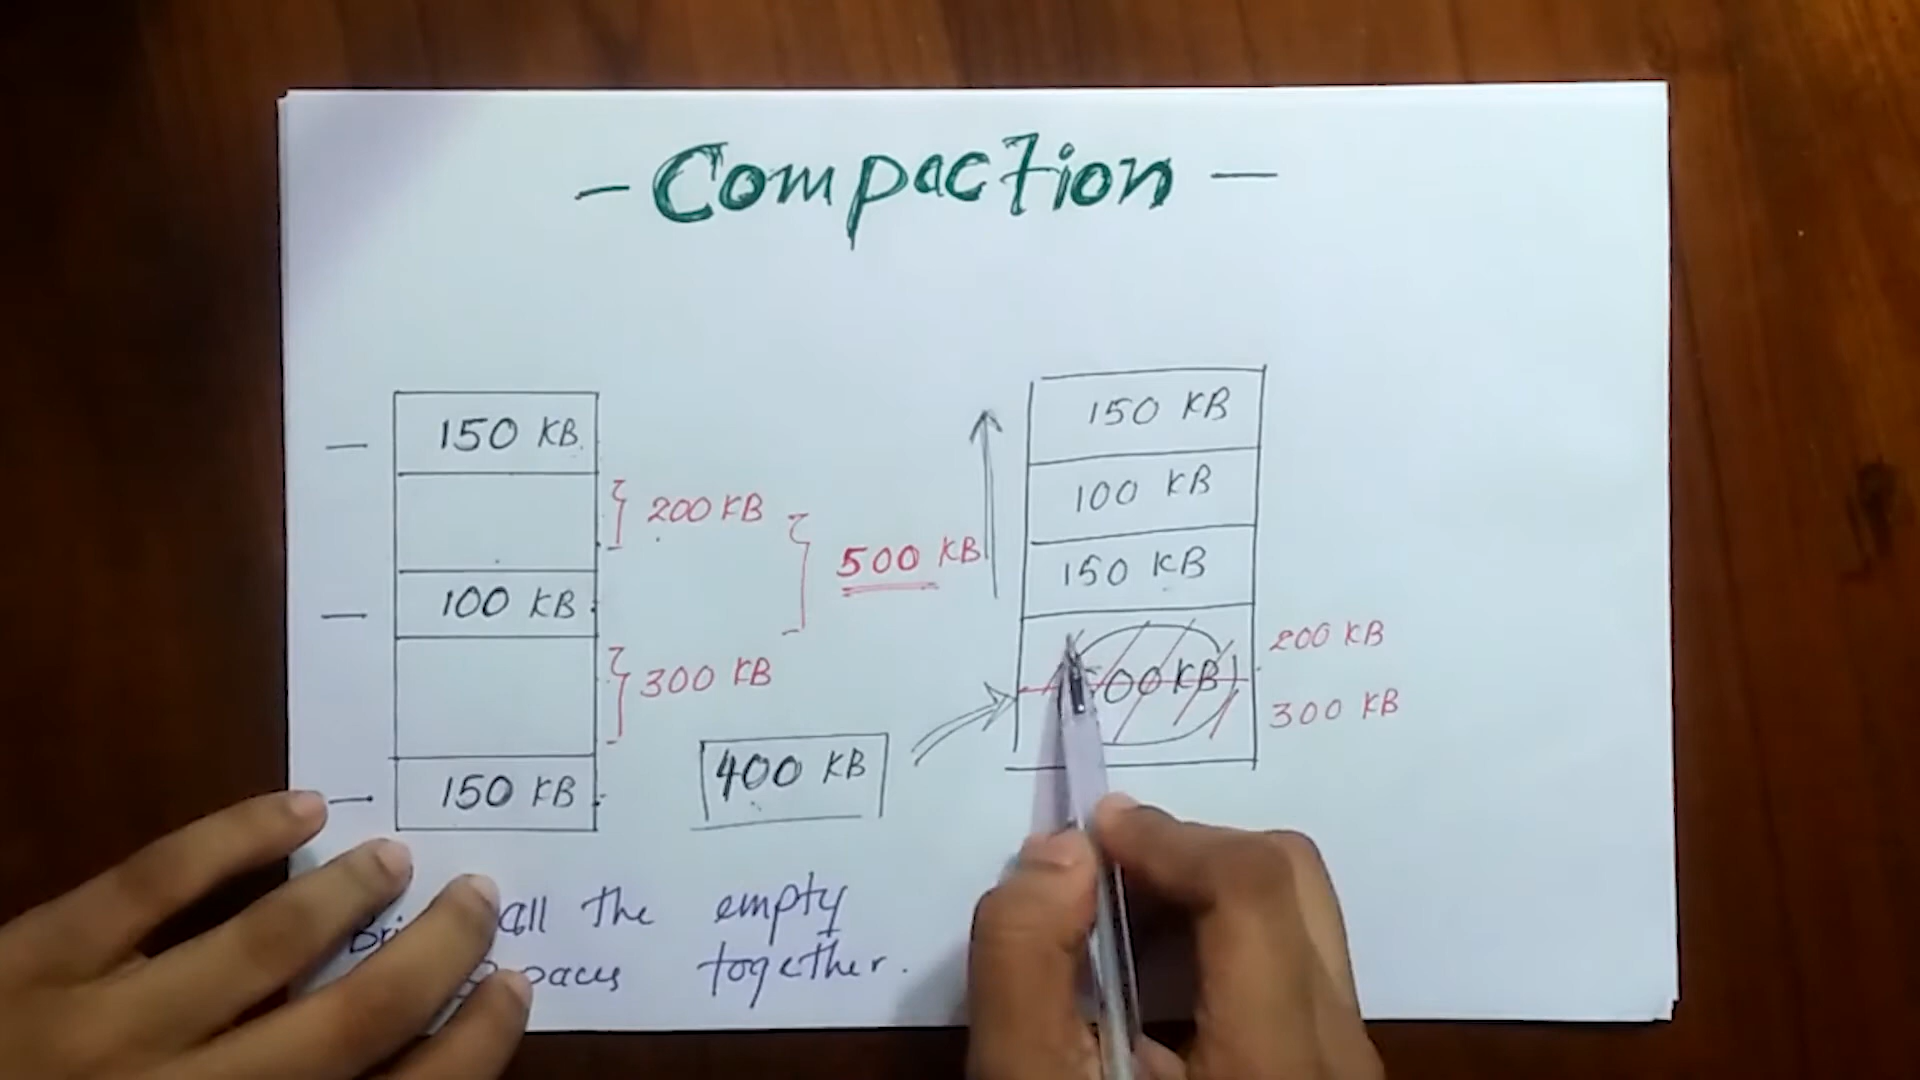 - Compaction -
150 KB
200 KB
100 KB
300 KB
150 KB
500 KB
400 KB
150 KB
100 KB
150 KB
200 KB
300 KB
all the empty
together.